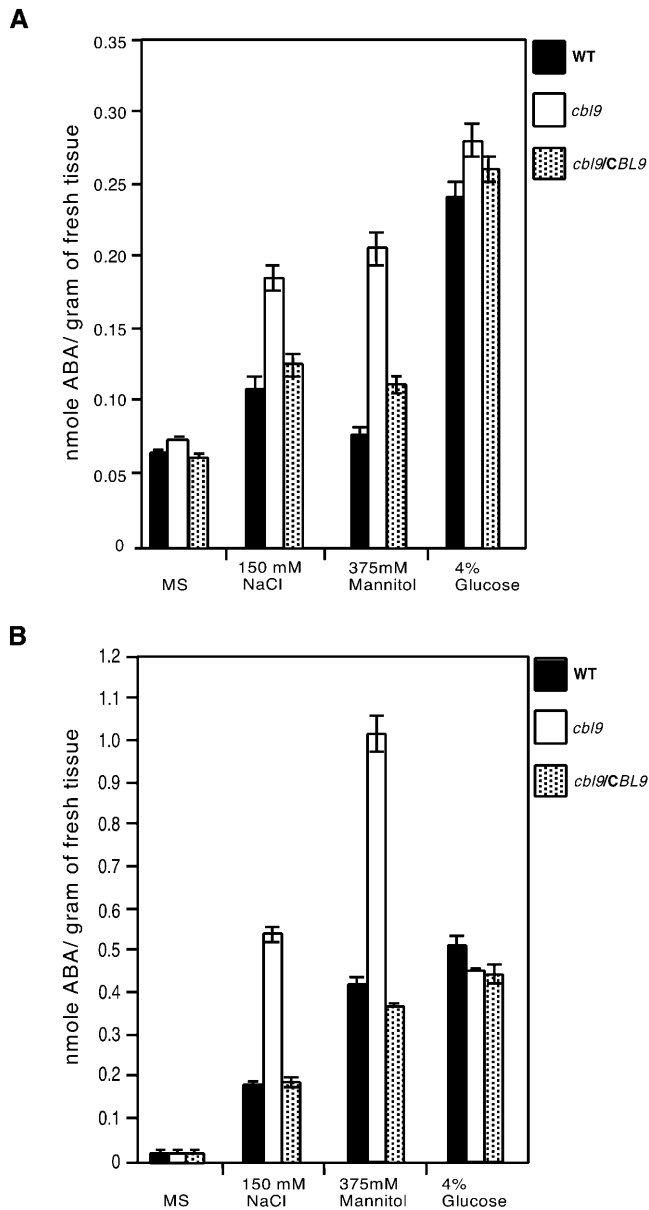 A
nmole ABA/ gram of fresh tissue
0.35
0.30
0.25
0.20
0.15
0.10
0.05
0
MS
150 mM
NaCl
375mM
Mannitol
4%
Glucose
WT
cbl9
cbl9/CBL9
B
nmole ABA/ gram of fresh tissue
1.2
1.1
1.0
0.9
0.8
0.7
0.6
0.5
0.4
0.3
0.2
0.1
0
MS
150 mM
NaCl
375mM
Mannitol
4%
Glucose
WT
cbl9
cbl9/CBL9